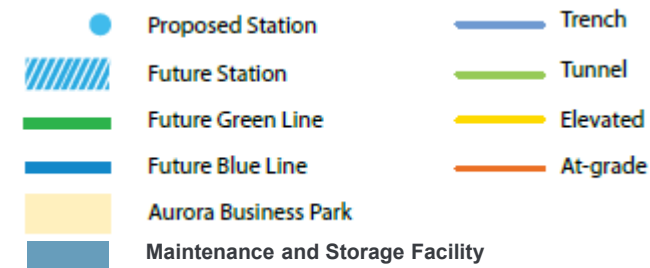 Proposed Station
Future Station
Future Green Line
Future Blue Line
Aurora Business Park
Maintenance and Storage Facility
Trench
Tunnel
Elevated
At-grade